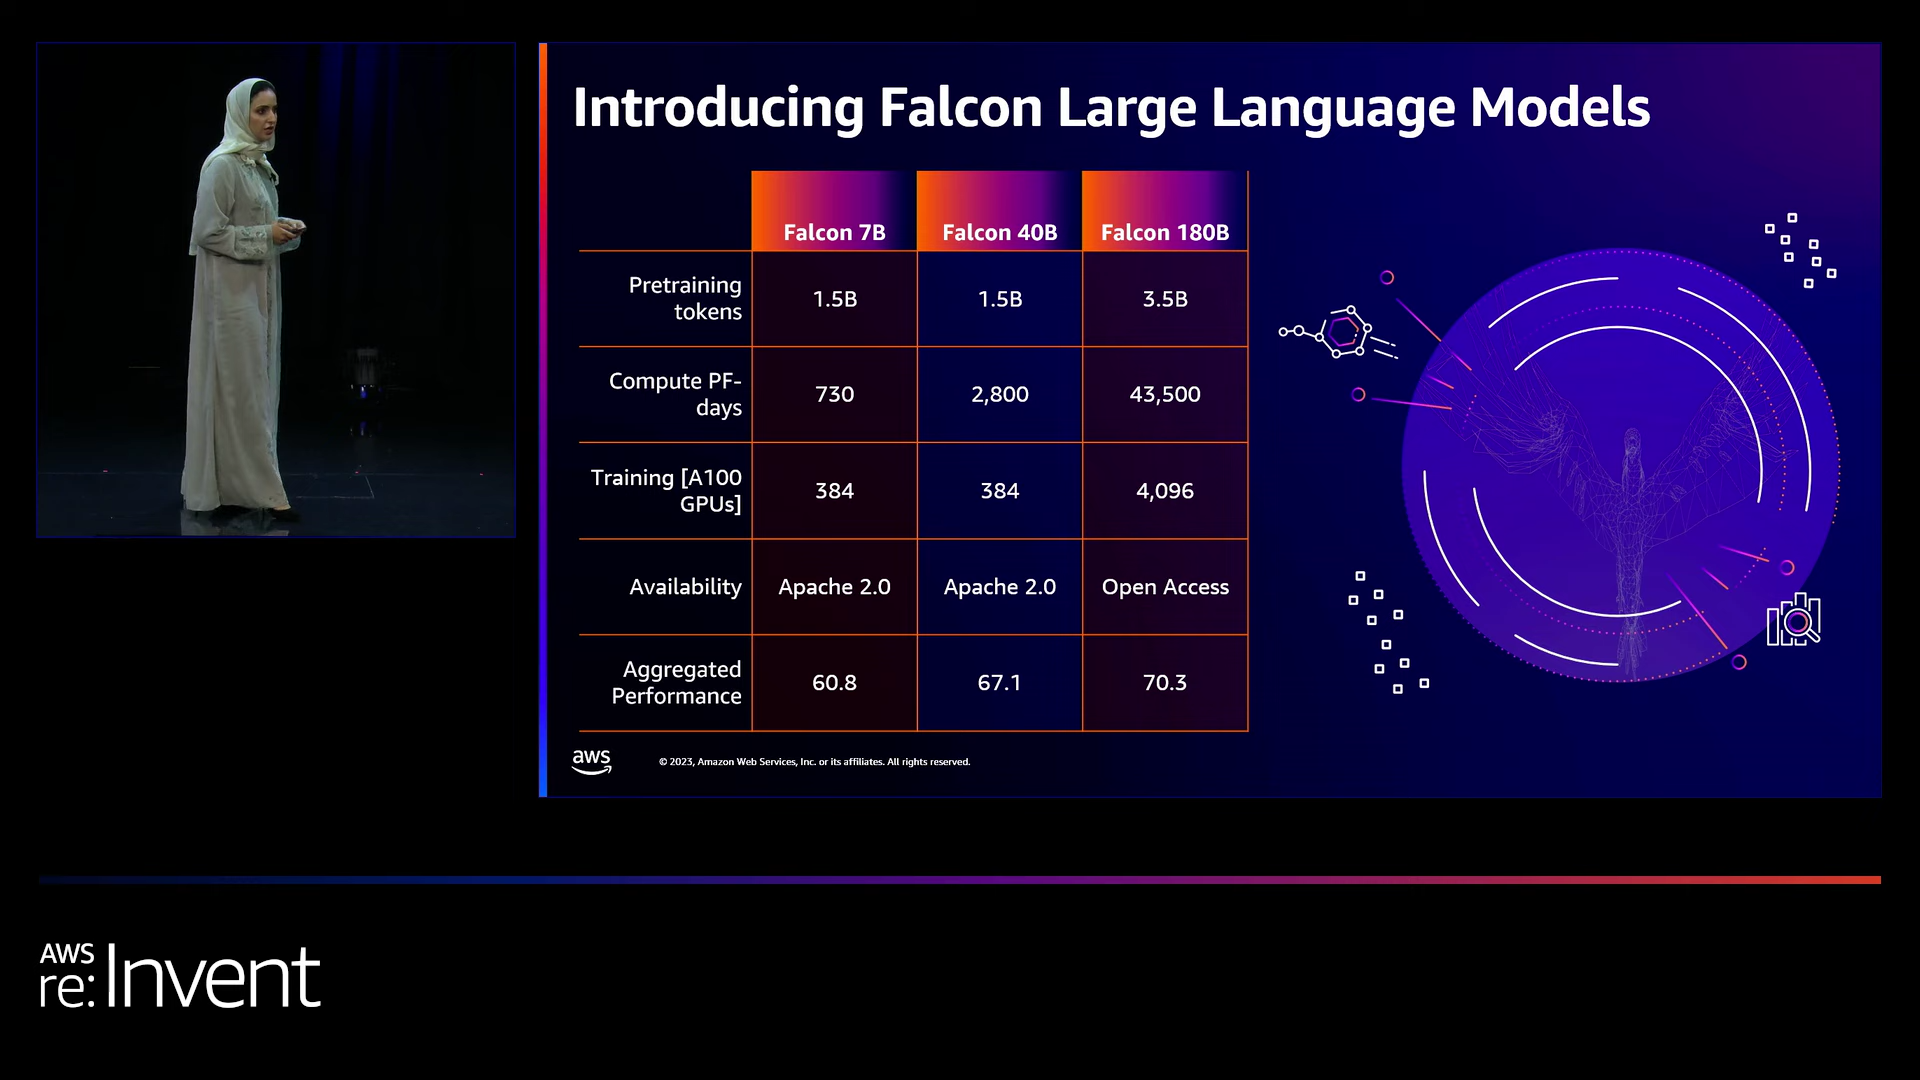 Introducing Falcon Large Language Models
Falcon 7B
Falcon 40B
Falcon 180B
Pretraining
tokens
1.5B
1.5B
3.5B
Compute PF-
days
730
2,800
43,500
Training [A100
GPUs]
384
384
4,096
Availability
Apache 2.0
Apache 2.0
Open Access
Aggregated
Performance
60.8
67.1
70.3
aws
© 2023, Amazon Web Services, Inc. or its affiliates. All rights reserved.
AWS
re:Invent